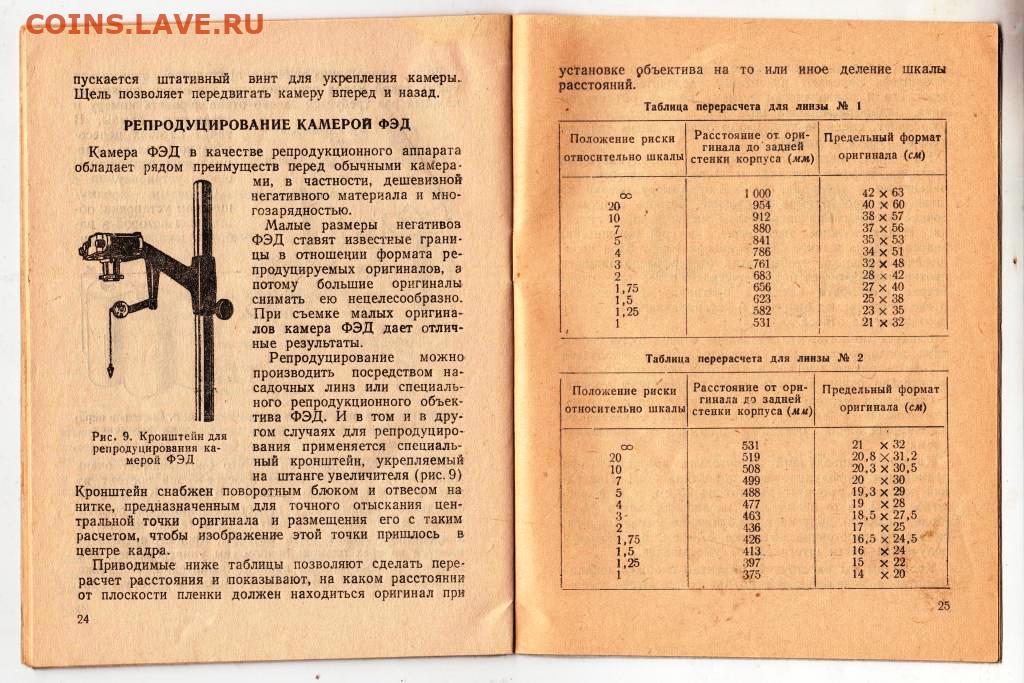 COINS.LAVE.RU
пускается штативный винт для укрепления камеры.
Щель позволяет передвигать камеру вперед и назад.
РЕПРОДУЦИРОВАНИЕ КАМЕРОЙ ФЭД
Камера ФЭД в качестве репродукционного аппарата
обладает рядом преимуществ перед обычными камера-
ми, в частности, дешевизной
негативного материала и мно-
гозарядностью.
Малые размеры негативов
ФЭД ставят известные грани-
цы в отношении формата ре-
продуцируемых оригиналов, а
потому большие оригиналы
снимать ею нецелесообразно.
При съемке малых оригина-
лов камера ФЭД дает отлич-
ные результаты.
Репродуцирование можно
производить посредством на-
садочных линз или специаль-
ного репродукционного объек-
тива ФЭД. И в том и в дру-
гом случаях для репродуциро-
вания применяется специаль-
ный кронштейн, укрепляемый
на штанге увеличителя (рис. 9)
Рис. 9. Кронштейн для
репродуцирования ка-
мерой ФЭД
Кронштейн снабжен поворотным блоком и отвесом на
нитке, предназначенным для точного отыскания цен-
тральной точки оригинала и размещения его с таким
расчетом, чтобы изображение этой точки пришлось в
центре кадра.
Приводимые ниже таблицы позволяют сделать пере-
расчет расстояния и показывают, на каком расстоянии
от плоскости пленки должен находиться оригинал при
24
установке объектива на то или иное деление шкалы
расстояний.
Таблица перерасчета для линзы № 1
Положение риски Расстояние от ори- Предельный формат
относительно шкалы гинала до задней оригинала (см)
стенки корпуса (мм)
∞ 1 000 42 × 63
20 954 40 × 60
10 912 38 × 57
7 880 37 × 56
5 841 35 × 53
4 786 34 × 51
3 761 32 × 48
2 683 28 × 42
1,75 656 27 × 40
1,5 623 25 × 38
1,25 582 23 × 35
1 531 21 × 32
Таблица перерасчета для линзы № 2
Положение риски Расстояние от ори- Предельный формат
относительно шкалы гинала до задней оригинала (см)
стенки корпуса (мм)
∞ 531 21 × 32
20 519 20,8 × 31,2
10 508 20,3 × 30,5
7 499 20 × 30
5 488 19,3 × 29
4 477 19 × 28
3 463 18,5 × 27,5
2 436 17 × 25
1,75 426 16,5 × 24,5
1,5 413 16 × 24
1,25 397 15 × 22
1 375 14 × 20
25